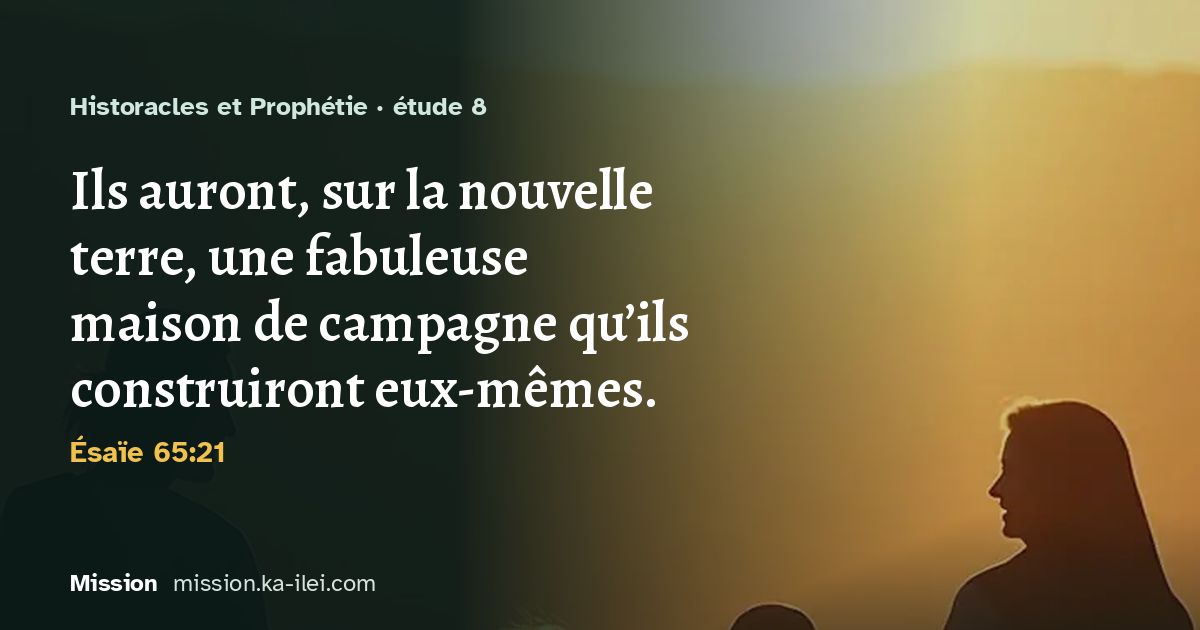 Historacles et Prophétie · étude 8
Ils auront, sur la nouvelle
terre, une fabuleuse
maison de campagne qu’ils
construiront eux-mêmes.
Ésaïe 65:21
Mission mission.ka-ilei.com